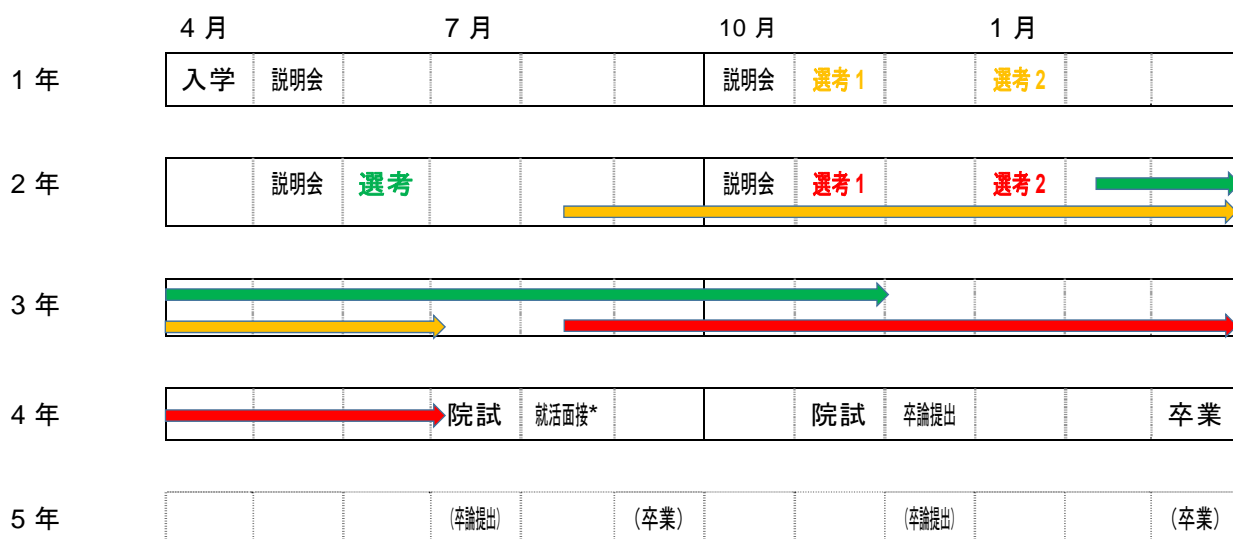 4 月 7 月 10 月 1 月
1 年 入学 説明会 説明会 選考1 選考2
2 年 説明会 選考 説明会 選考1 選考2
3 年
4 年 院試 就活面接* 院試 卒論提出 卒業
5 年 (卒論提出) (卒業) (卒論提出) (卒業)